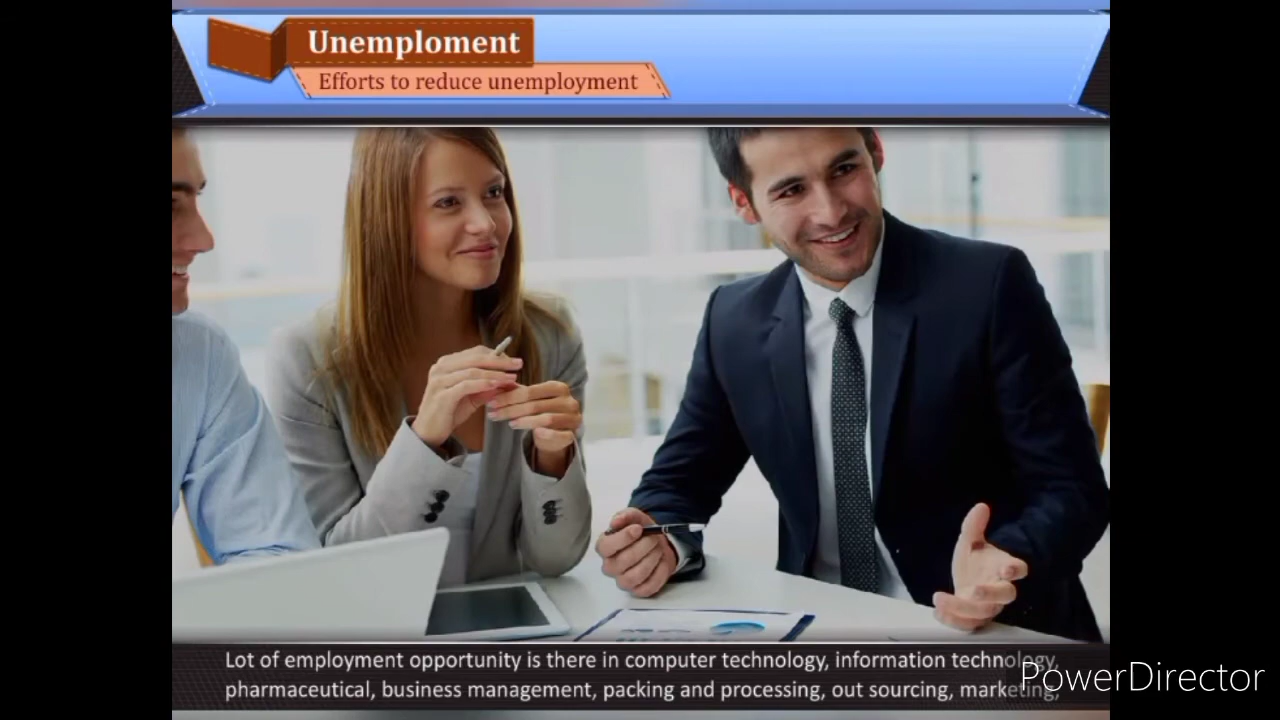 Unemploment
Efforts to reduce unemployment
Lot of employment opportunity is there in computer technology, information technology,
pharmaceutical, business management, packing and processing, out sourcing, marketing,
PowerDirector